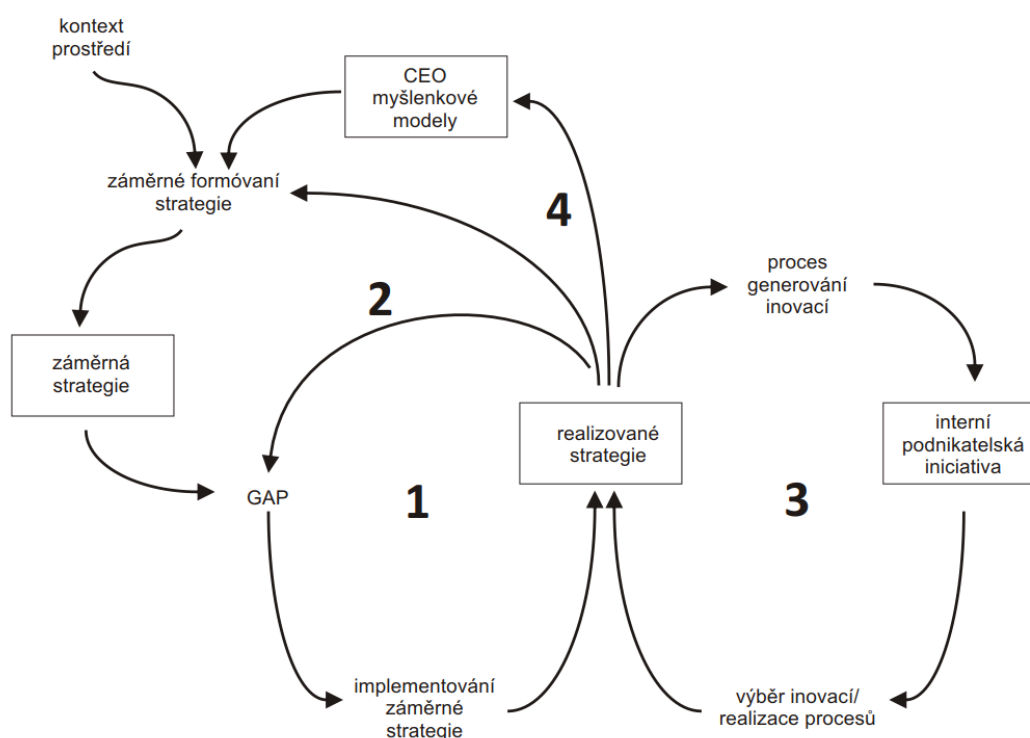 kontext
prostředí
CEO
myšlenkové
modely
záměrné formóvaní
strategie
4
proces
generování
inovací
2
záměrná
strategie
realizované
strategie
interní
podnikatelská
iniciativa
GAP
1
3
implementování
záměrné
strategie
výběr inovací/
realizace procesů